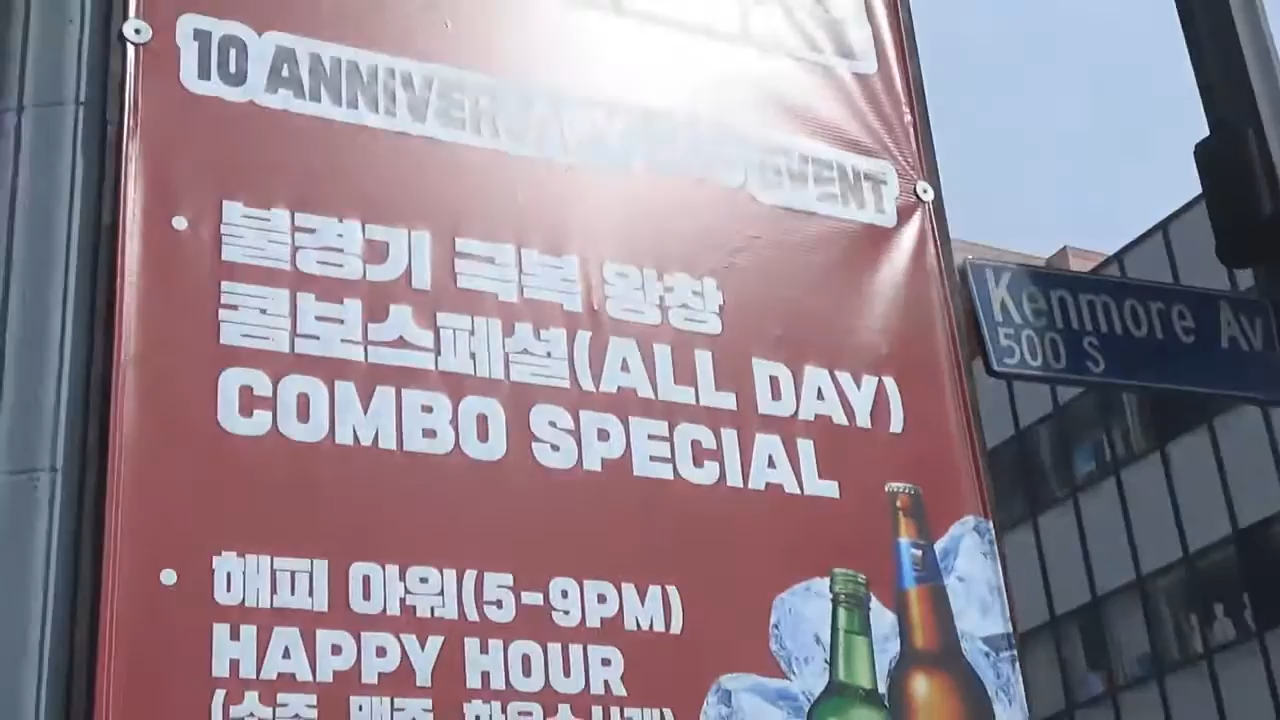 10 ANNIVERSARY EVENT
불경기 극복 왕창
콤보스페셜(ALL DAY)
COMBO SPECIAL
해피 아워(5-9PM)
HAPPY HOUR
Kenmore Av
500 S